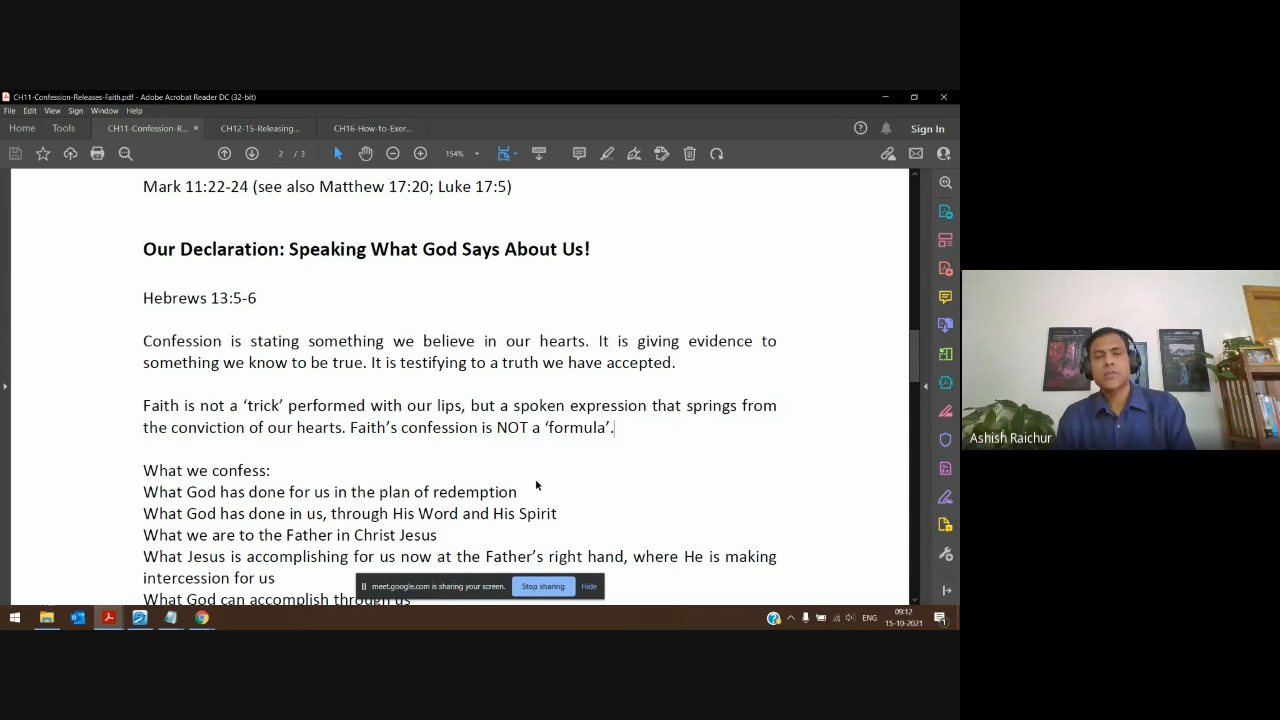 CH11-Confession-Releases-Faith.pdf - Adobe Acrobat Reader DC (32-bit)
File Edit View Sign Window Help
Home Tools CH11-Confession-R... × CH12-15-Releasing... CH16-How-to-Exer... Sign In
2 / 3 154%
Mark 11:22-24 (see also Matthew 17:20; Luke 17:5)
Our Declaration: Speaking What God Says About Us!
Hebrews 13:5-6
Confession is stating something we believe in our hearts. It is giving evidence to
something we know to be true. It is testifying to a truth we have accepted.
Faith is not a ‘trick’ performed with our lips, but a spoken expression that springs from
the conviction of our hearts. Faith’s confession is NOT a ‘formula’.
What we confess:
What God has done for us in the plan of redemption
What God has done in us, through His Word and His Spirit
What we are to the Father in Christ Jesus
What Jesus is accomplishing for us now at the Father’s right hand, where He is making
intercession for us
What God can accomplish through us
meet.google.com is sharing your screen. Stop sharing Hide
ENG 09:12
15-10-2021
Ashish Raichur